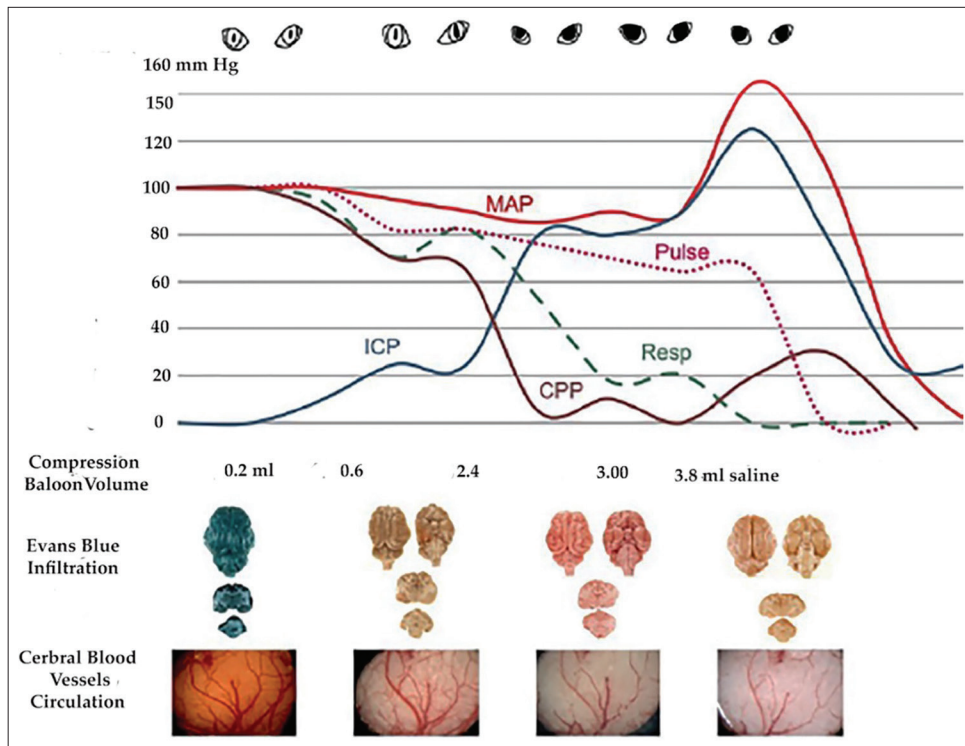 160 mm Hg
150
120
100
80
60
40
20
0
MAP
Pulse
ICP
Resp
CPP
Compression
BaloonVolume
0.2 ml
0.6
2.4
3.00
3.8 ml saline
Evans Blue
Infiltration
Cerbral Blood
Vessels
Circulation